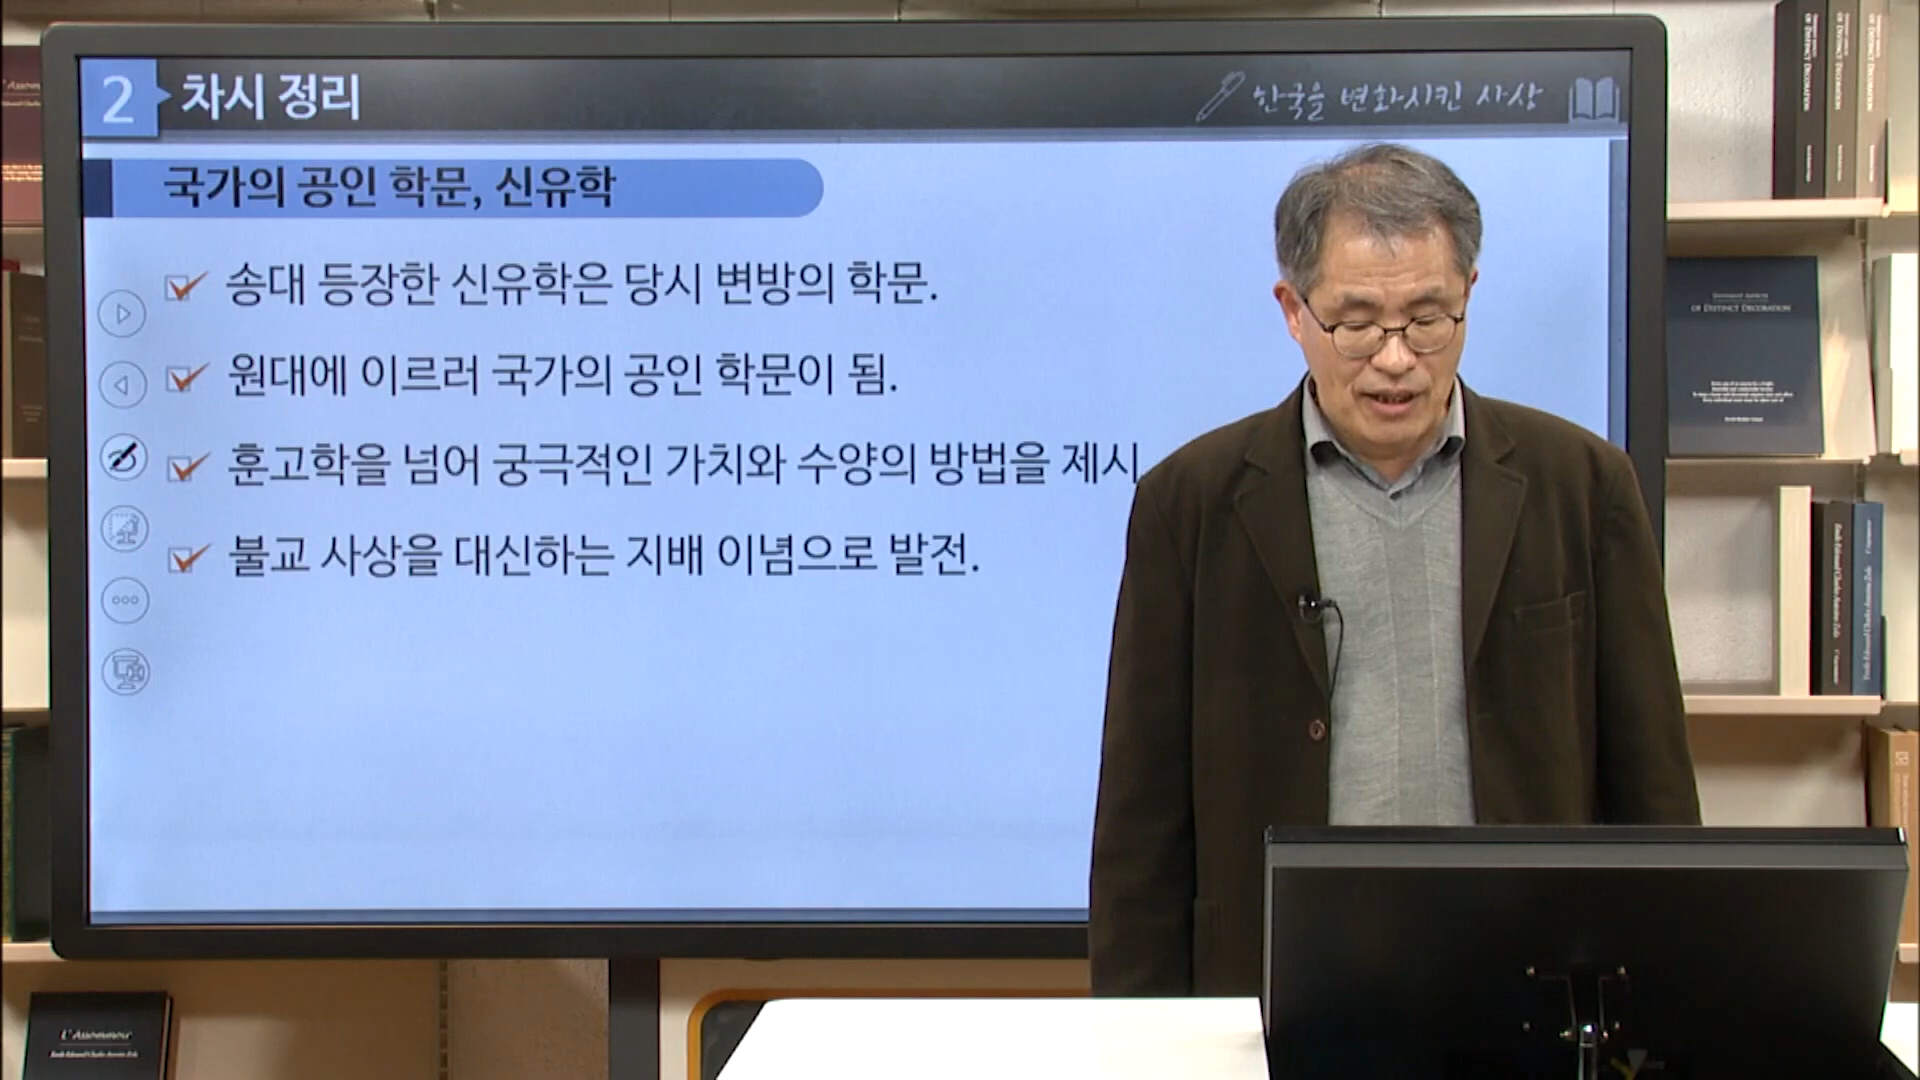 2 차시 정리
한국을 변화시킨 사상
국가의 공인 학문, 신유학
송대 등장한 신유학은 당시 변방의 학문.
원대에 이르러 국가의 공인 학문이 됨.
훈고학을 넘어 궁극적인 가치와 수양의 방법을 제시
불교 사상을 대신하는 지배 이념으로 발전.
OF DISTINCT DECORATION
L'Assommoir